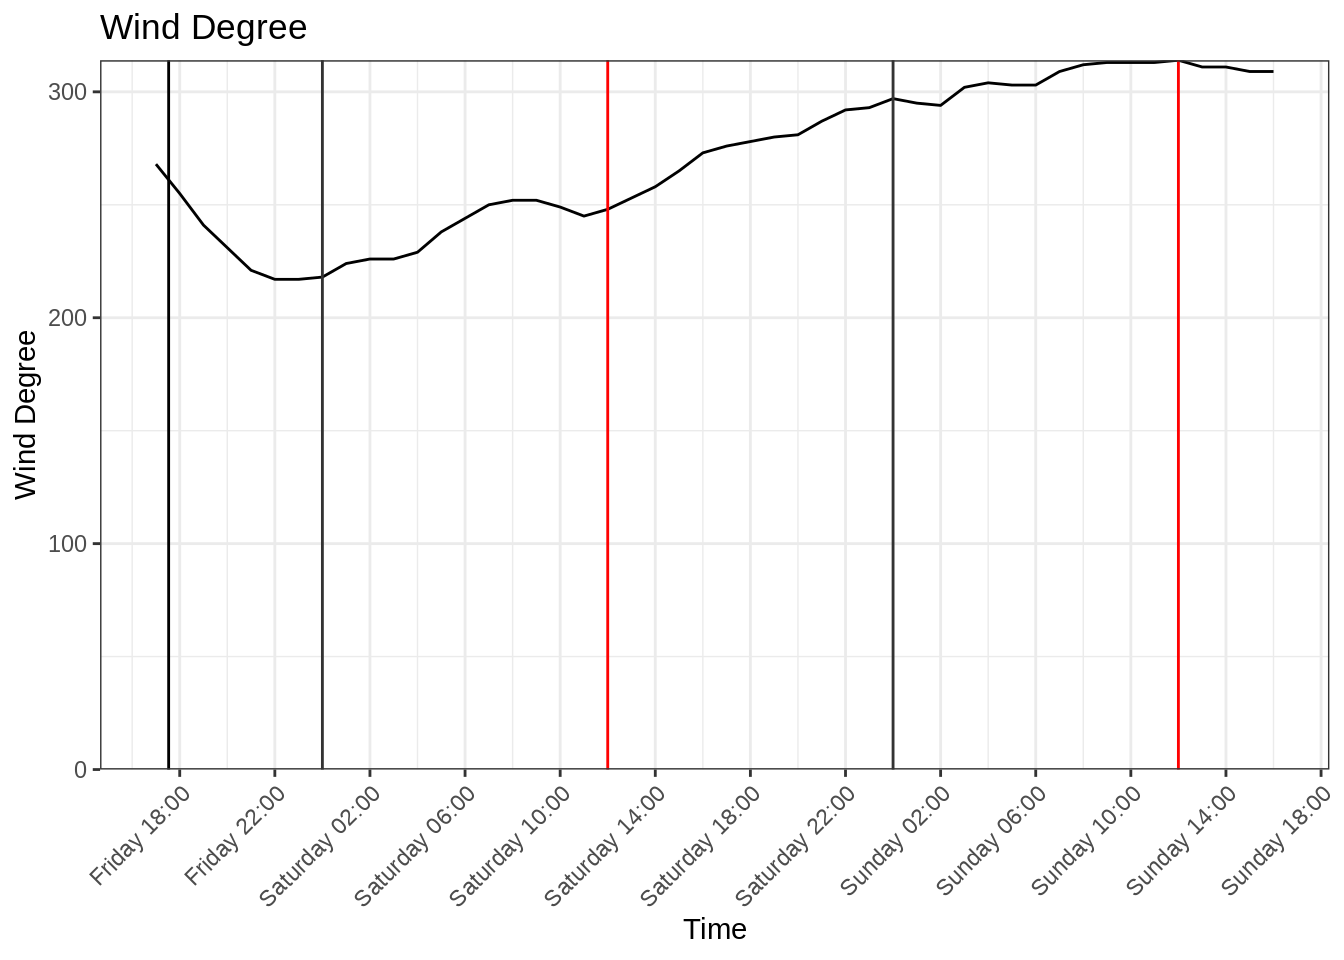 Wind Degree
Wind Degree
300
200
100
0
Friday 18:00
Friday 22:00
Saturday 02:00
Saturday 06:00
Saturday 10:00
Saturday 14:00
Saturday 18:00
Saturday 22:00
Sunday 02:00
Sunday 06:00
Sunday 10:00
Sunday 14:00
Sunday 18:00
Time